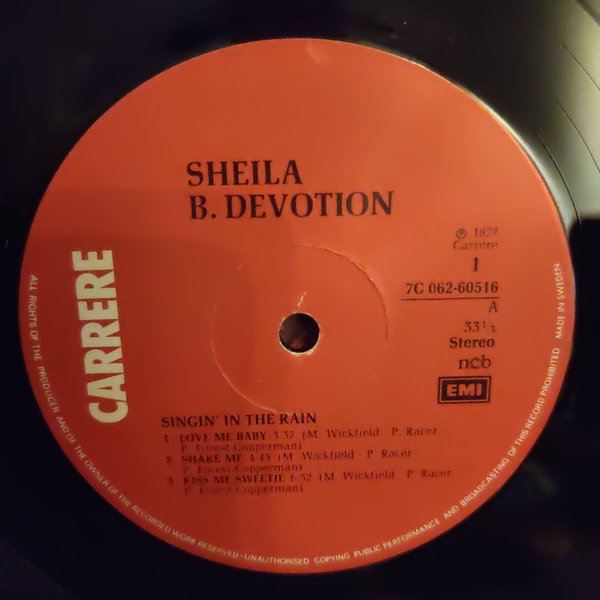 SHEILA
B. DEVOTION
℗ 1977
Carrere
1
7C 062-60516
A
33 1/3
Stereo
ncb
EMI
CARRERE
SINGIN' IN THE RAIN
1 LOVE ME BABY 3.37 (M Wickfield - P. Racer
P. Forest-Copperman)
2 SHAKE ME 4.43 (M Wickfield - P Racer
P. Forest-Copperman)
3 KISS ME SWEETIE 6:52 (M Wickfield - P. Racer
P. Forest Copperman)
ALL RIGHTS OF THE PRODUCER AND OF THE OWNER OF THE RECORDED WORK RESERVED - UNAUTHORISED COPYING PUBLIC PERFORMANCE AND BROADCASTING OF THIS RECORD PROHIBITED MADE IN SWEDEN